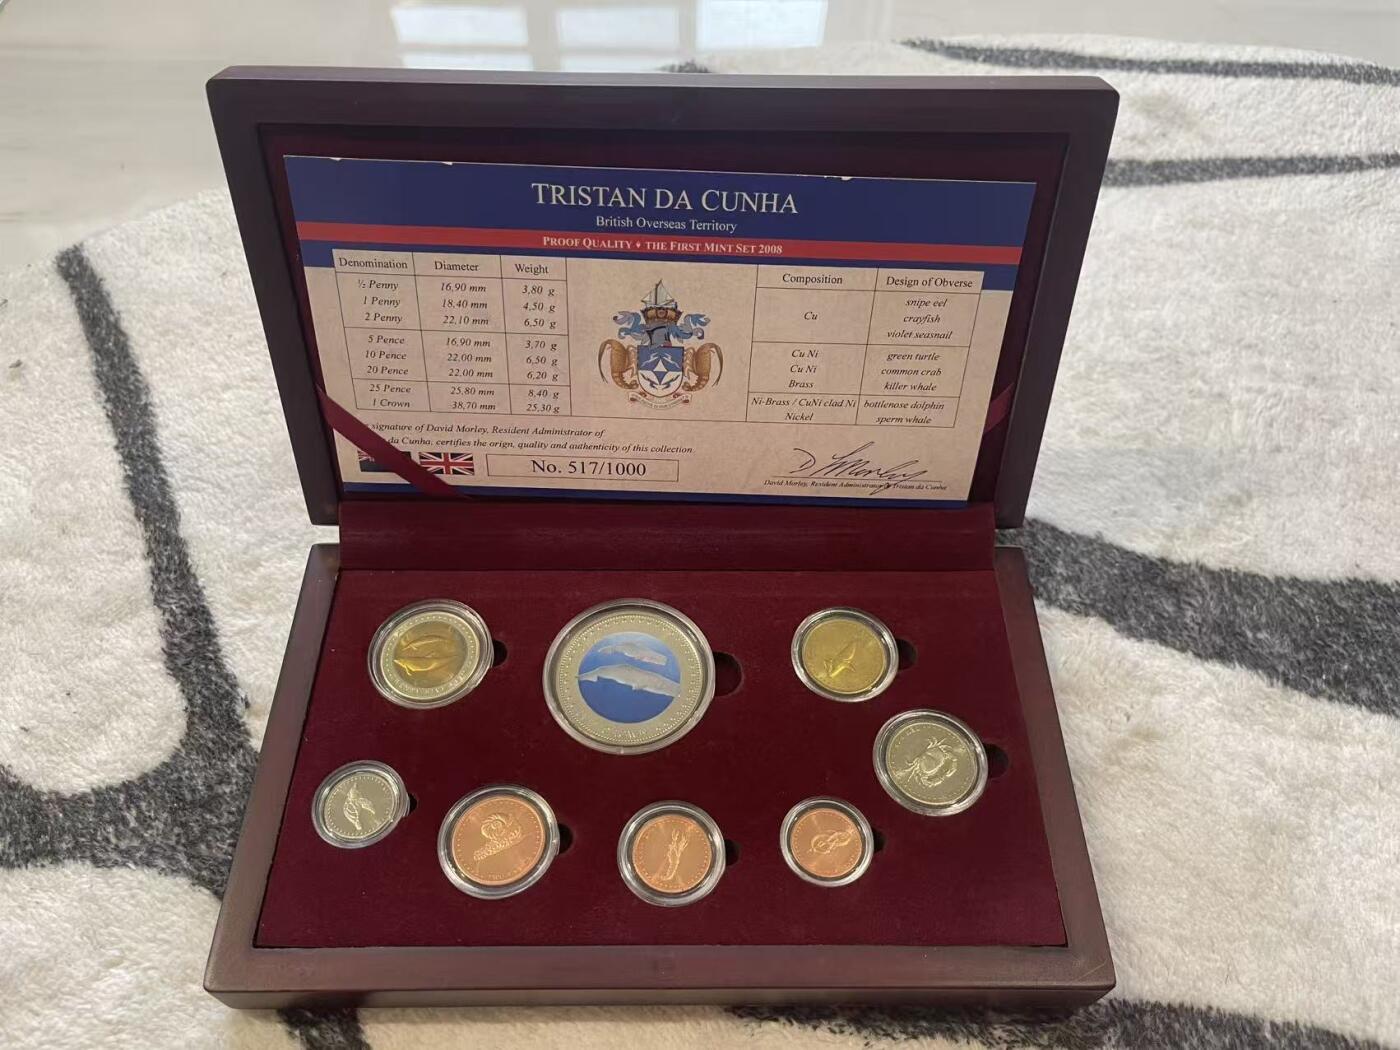 TRISTAN DA CUNHA
British Overseas Territory
PROOF QUALITY ♦ THE FIRST MINT SET 2008
Denomination Diameter Weight
½ Penny 16,90 mm 3,80 g
1 Penny 18,40 mm 4,50 g
2 Penny 22,10 mm 6,50 g
5 Pence 16,90 mm 3,70 g
10 Pence 22,00 mm 6,50 g
20 Pence 22,00 mm 6,20 g
25 Pence 25,80 mm 8,40 g
1 Crown 38,70 mm 25,30 g
Composition Design of Obverse
snipe eel
Cu crayfish
violet seasnail
Cu Ni green turtle
Cu Ni common crab
Brass killer whale
Ni-Brass / CuNi clad Ni bottlenose dolphin
Nickel sperm whale
signature of David Morley, Resident Administrator of
da Cunha, certifies the orign, quality and authenticity of this collection
No. 517/1000
D Morley
David Morley, Resident Administrator of Tristan da Cunha